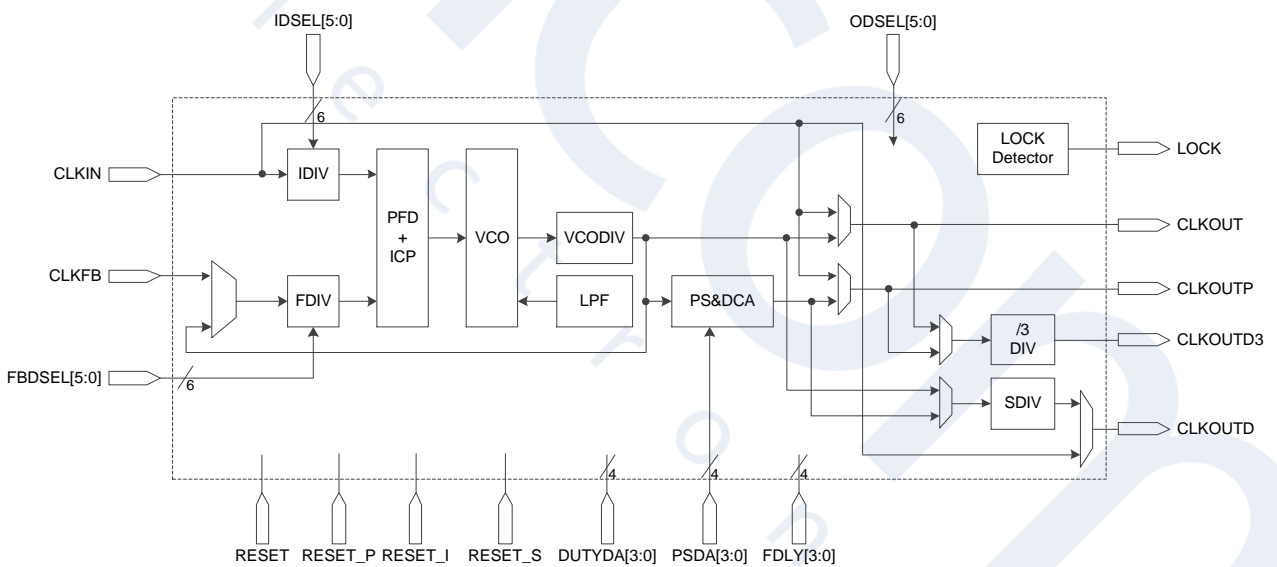 IDSEL[5:0]
ODSEL[5:0]
6
6
CLKIN
IDIV
LOCK
Detector
LOCK
PFD
+
ICP
VCO
VCODIV
CLKOUT
CLKFB
FDIV
LPF
PS&DCA
CLKOUTP
/3
DIV
CLKOUTD3
FBDSEL[5:0]
6
SDIV
CLKOUTD
4
4
4
RESET
RESET_P
RESET_I
RESET_S
DUTYDA[3:0]
PSDA[3:0]
FDLY[3:0]